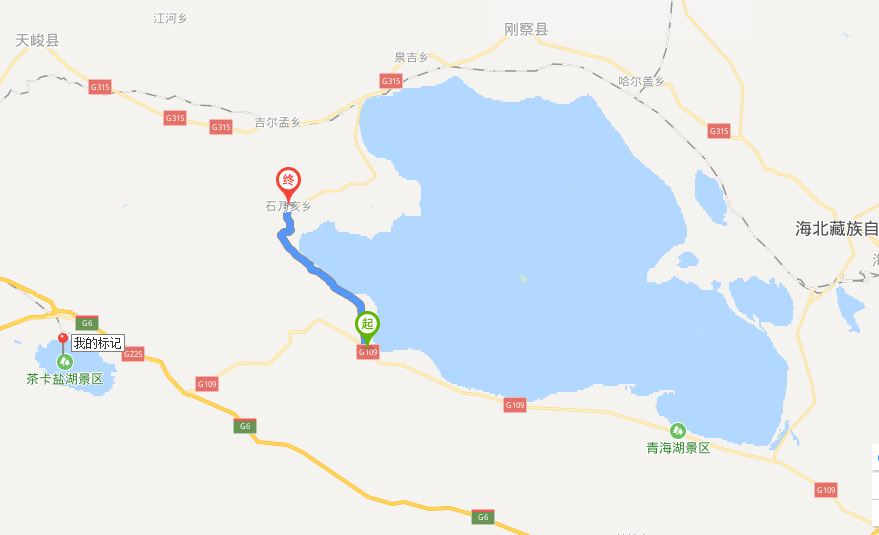 江河乡
刚察县
天峻县
泉吉乡
G315
哈尔盖乡
G315
G315
吉尔孟乡
G315
G315
终
石乃亥乡
海北藏族自
起
G6
我的标记
GZ25
G109
茶卡盐湖景区
G109
G109
G6
青海湖景区
G109
G6